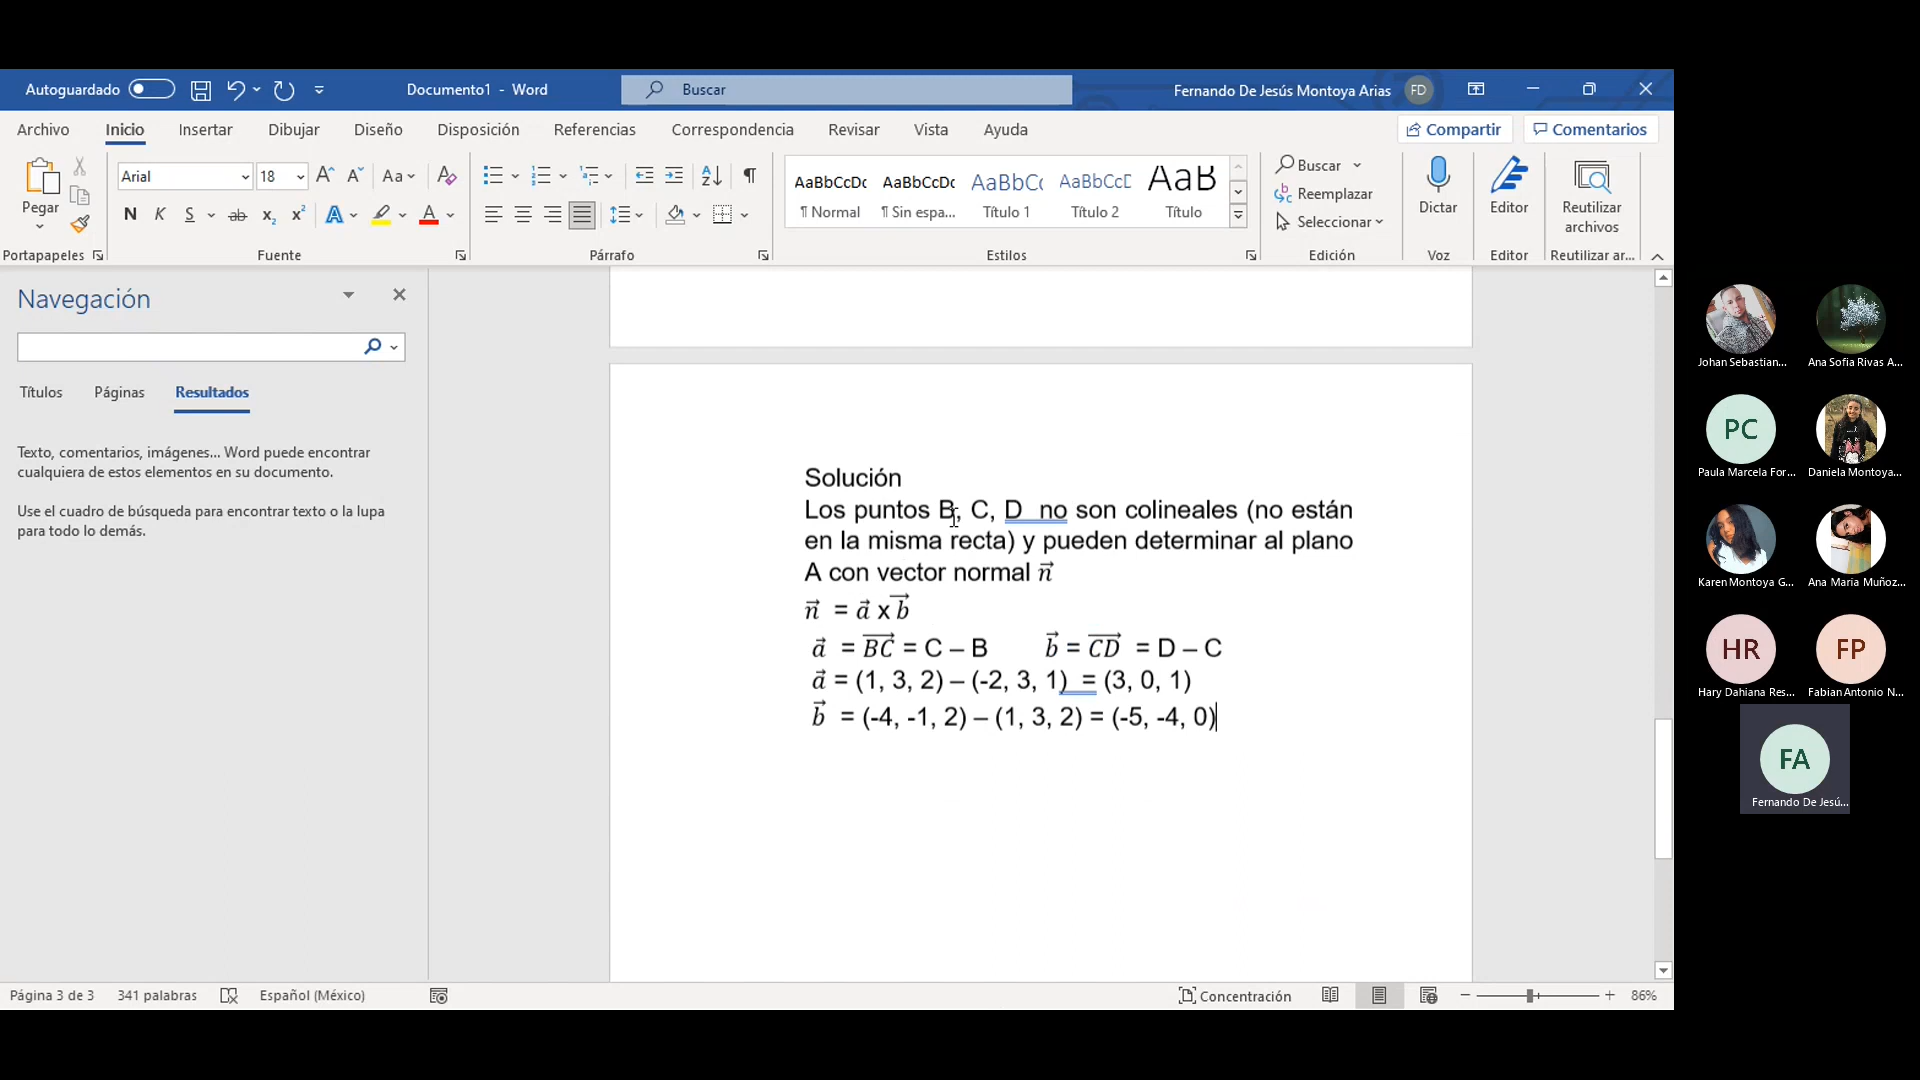 Autoguardado
Documento1 - Word
Buscar
Fernando De Jesús Montoya Arias
FD
Archivo
Inicio
Insertar
Dibujar
Diseño
Disposición
Referencias
Correspondencia
Revisar
Vista
Ayuda
Compartir
Comentarios
Pegar
Portapapeles
Arial
18
Aa
N K S ab x₂ x²
Fuente
Párrafo
AaBbCcDc
¶ Normal
AaBbCcDc
¶ Sin espa...
AaBbCc
Título 1
AaBbCcD
Título 2
AaB
Título
Estilos
Buscar
Reemplazar
Seleccionar
Edición
Dictar
Voz
Editor
Editor
Reutilizar
archivos
Reutilizar ar...
Navegación
Títulos
Páginas
Resultados
Texto, comentarios, imágenes... Word puede encontrar
cualquiera de estos elementos en su documento.
Use el cuadro de búsqueda para encontrar texto o la lupa
para todo lo demás.
Solución
Los puntos B, C, D no son colineales (no están
en la misma recta) y pueden determinar al plano
A con vector normal n⃗
n⃗ = a⃗ x b⃗
a⃗ = B⃗C⃗ = C – B b⃗ = C⃗D⃗ = D – C
a⃗ = (1, 3, 2) – (-2, 3, 1) = (3, 0, 1)
b⃗ = (-4, -1, 2) – (1, 3, 2) = (-5, -4, 0)
Página 3 de 3
341 palabras
Español (México)
Concentración
86%
Johan Sebastian...
Ana Sofia Rivas A...
PC
Paula Marcela For...
Daniela Montoya...
Karen Montoya G...
Ana Maria Muñoz...
HR
Hary Dahiana Res...
FP
Fabian Antonio N...
FA
Fernando De Jesú...